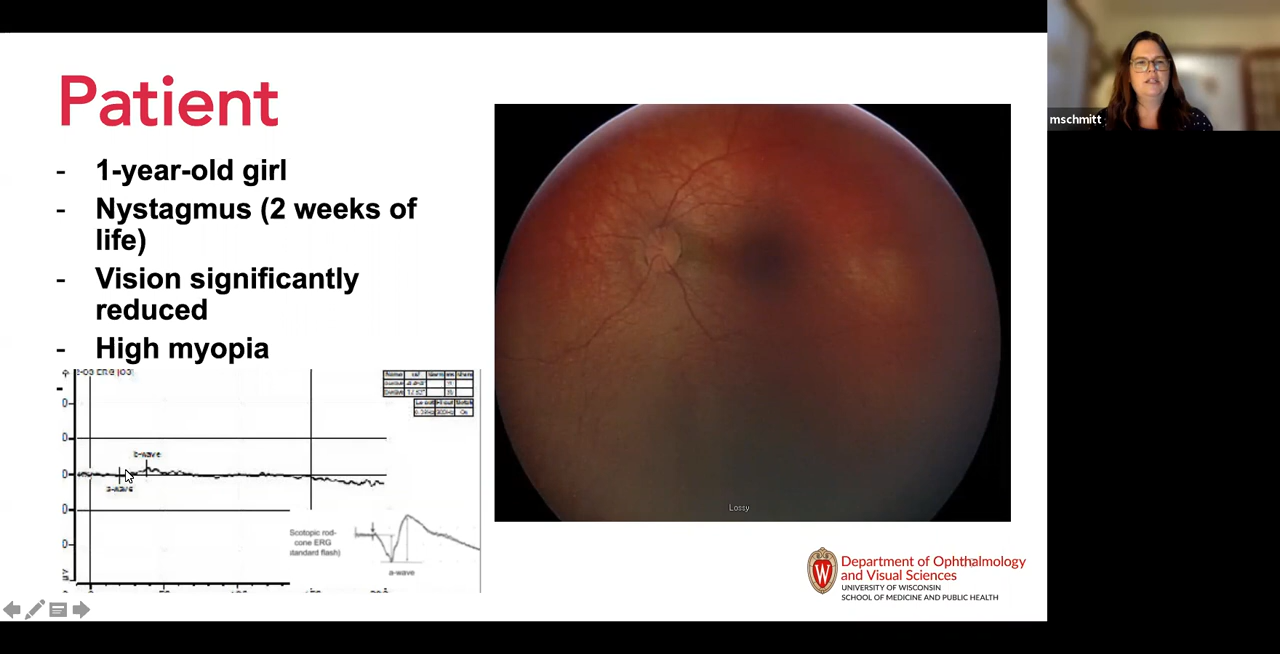 Patient
- 1-year-old girl
- Nystagmus (2 weeks of
life)
- Vision significantly
reduced
- High myopia
-
b-wave
a-wave
Scotopic rod-
cone ERG
standard flash)
a-wave
Lossy
Department of Ophthalmology
and Visual Sciences
UNIVERSITY OF WISCONSIN
SCHOOL OF MEDICINE AND PUBLIC HEALTH
mschmitt